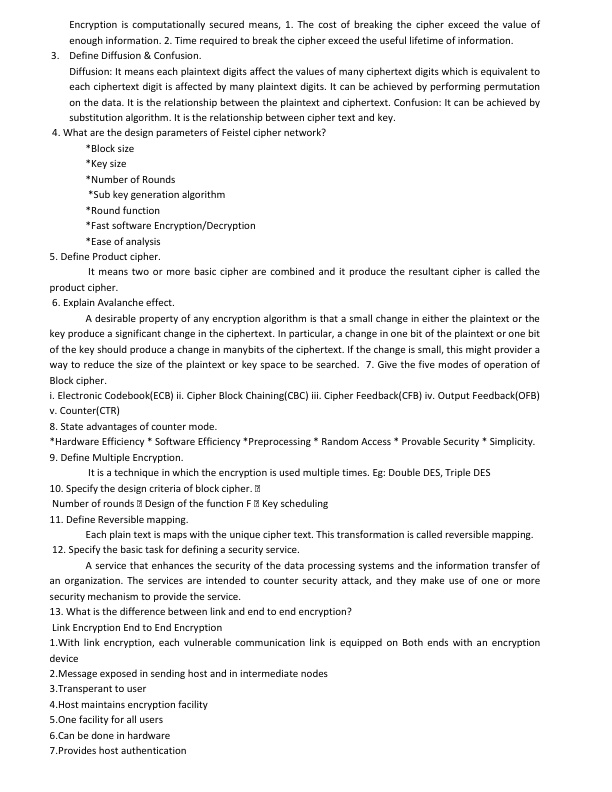 Encryption is computationally secured means, 1. The cost of breaking the cipher exceed the value of
enough information. 2. Time required to break the cipher exceed the useful lifetime of information.
3. Define Diffusion & Confusion.
Diffusion: It means each plaintext digits affect the values of many ciphertext digits which is equivalent to
each ciphertext digit is affected by many plaintext digits. It can be achieved by performing permutation
on the data. It is the relationship between the plaintext and ciphertext. Confusion: It can be achieved by
substitution algorithm. It is the relationship between cipher text and key.
4. What are the design parameters of Feistel cipher network?
*Block size
*Key size
*Number of Rounds
*Sub key generation algorithm
*Round function
*Fast software Encryption/Decryption
*Ease of analysis
5. Define Product cipher.
It means two or more basic cipher are combined and it produce the resultant cipher is called the
product cipher.
6. Explain Avalanche effect.
A desirable property of any encryption algorithm is that a small change in either the plaintext or the
key produce a significant change in the ciphertext. In particular, a change in one bit of the plaintext or one bit
of the key should produce a change in manybits of the ciphertext. If the change is small, this might provider a
way to reduce the size of the plaintext or key space to be searched. 7. Give the five modes of operation of
Block cipher.
i. Electronic Codebook(ECB) ii. Cipher Block Chaining(CBC) iii. Cipher Feedback(CFB) iv. Output Feedback(OFB)
v. Counter(CTR)
8. State advantages of counter mode.
*Hardware Efficiency * Software Efficiency *Preprocessing * Random Access * Provable Security * Simplicity.
9. Define Multiple Encryption.
It is a technique in which the encryption is used multiple times. Eg: Double DES, Triple DES
10. Specify the design criteria of block cipher. 
Number of rounds  Design of the function F  Key scheduling
11. Define Reversible mapping.
Each plain text is maps with the unique cipher text. This transformation is called reversible mapping.
12. Specify the basic task for defining a security service.
A service that enhances the security of the data processing systems and the information transfer of
an organization. The services are intended to counter security attack, and they make use of one or more
security mechanism to provide the service.
13. What is the difference between link and end to end encryption?
Link Encryption End to End Encryption
1.With link encryption, each vulnerable communication link is equipped on Both ends with an encryption
device
2.Message exposed in sending host and in intermediate nodes
3.Transperant to user
4.Host maintains encryption facility
5.One facility for all users
6.Can be done in hardware
7.Provides host authentication